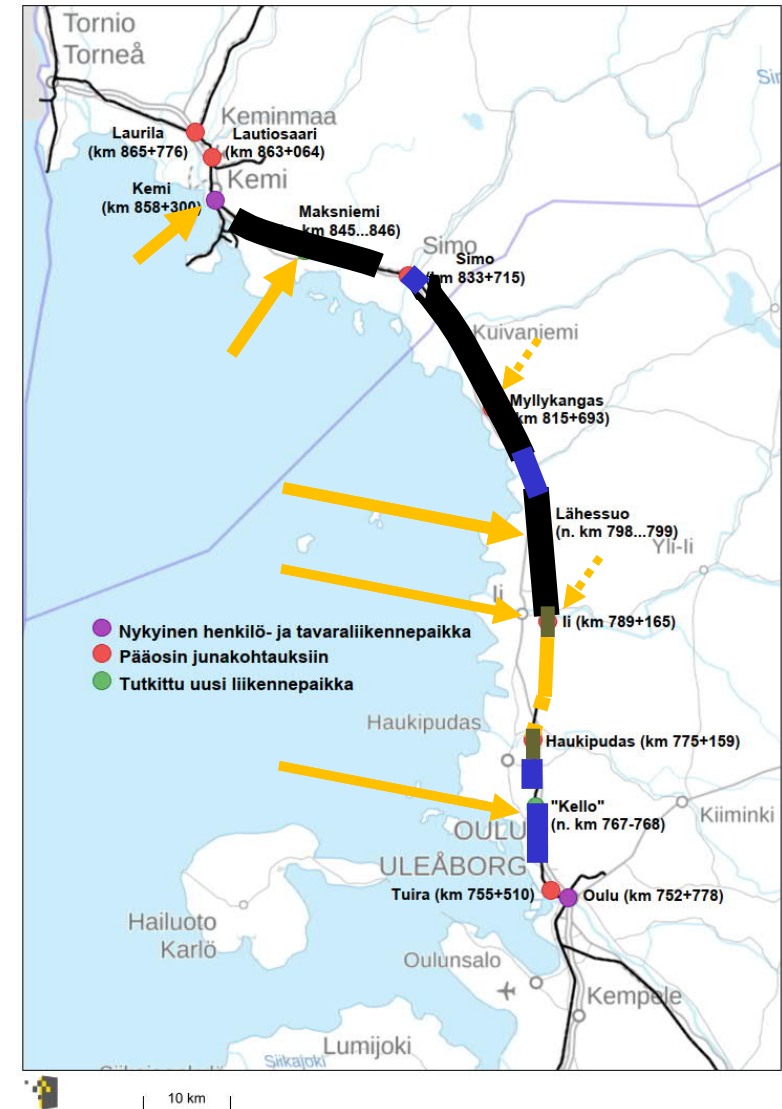 Tornio
Torneå
Sir
Keminmaa
Laurila
(km 865+776)
Lautiosaari
(km 863+064)
Kemi
Kemi
(km 858+300)
Maksniemi
km 845...846)
Simo
Simo
(km 833+715)
Kuivaniemi
Myllykangas
(km 815+693)
Lähessuo
(n. km 798...799)
Yli-Ii
Ii
Ii (km 789+165)
Nykyinen henkilö- ja tavaraliikennepaikka
Pääosin junakohtauksiin
Tutkittu uusi liikennepaikka
Haukipudas
Haukipudas (km 775+159)
"Kello"
(n. km 767-768)
Kiiminki
OULU
ULEÅBORG
Tuira (km 755+510)
Oulu (km 752+778)
Hailuoto
Karlö
Oulunsalo
Kempele
Lumijoki
Siikajoki
10 km